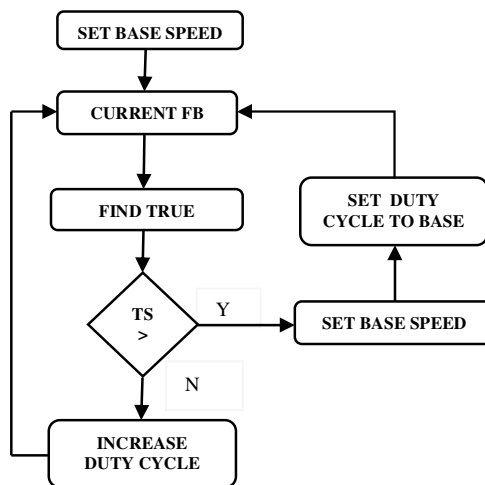 SET BASE SPEED
CURRENT FB
FIND TRUE
SET DUTY
CYCLE TO BASE
TS
>
Y
SET BASE SPEED
N
INCREASE
DUTY CYCLE